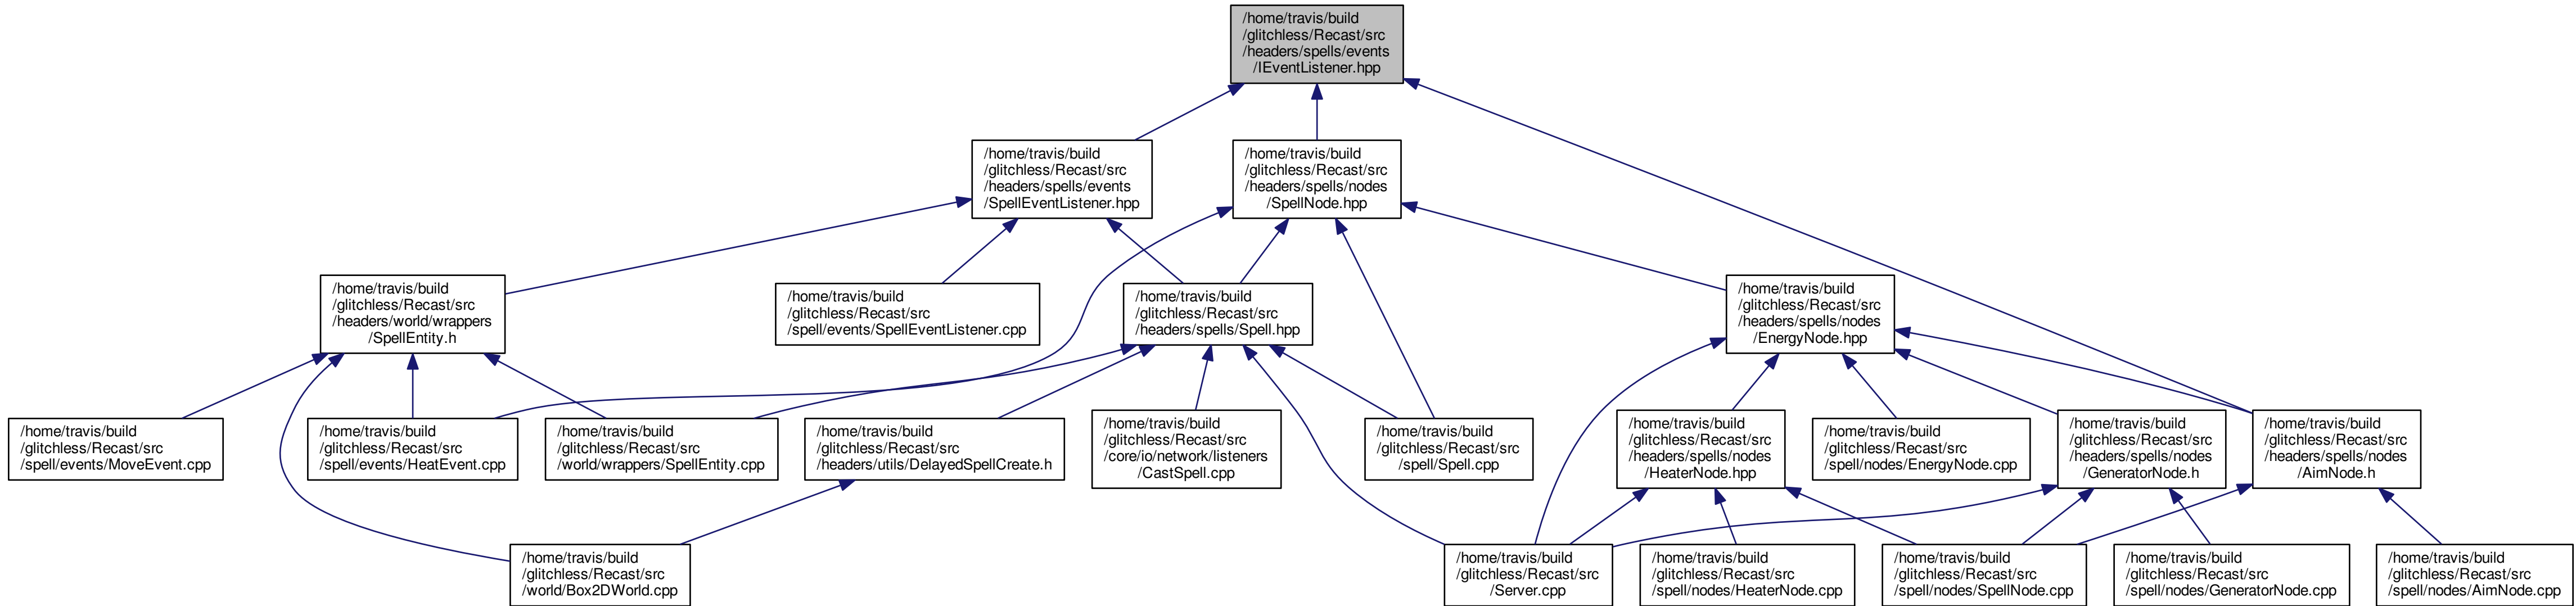 /home/travis/build
/glitchless/Recast/src
/headers/spells/events
/IEventListener.hpp
/home/travis/build
/glitchless/Recast/src
/headers/spells/events
/SpellEventListener.hpp
/home/travis/build
/glitchless/Recast/src
/headers/spells/nodes
/SpellNode.hpp
/home/travis/build
/glitchless/Recast/src
/headers/world/wrappers
/SpellEntity.h
/home/travis/build
/glitchless/Recast/src
/spell/events/SpellEventListener.cpp
/home/travis/build
/glitchless/Recast/src
/headers/spells/Spell.hpp
/home/travis/build
/glitchless/Recast/src
/headers/spells/nodes
/EnergyNode.hpp
/home/travis/build
/glitchless/Recast/src
/spell/events/MoveEvent.cpp
/home/travis/build
/glitchless/Recast/src
/spell/events/HeatEvent.cpp
/home/travis/build
/glitchless/Recast/src
/world/wrappers/SpellEntity.cpp
/home/travis/build
/glitchless/Recast/src
/headers/utils/DelayedSpellCreate.h
/home/travis/build
/glitchless/Recast/src
/core/io/network/listeners
/CastSpell.cpp
/home/travis/build
/glitchless/Recast/src
/spell/Spell.cpp
/home/travis/build
/glitchless/Recast/src
/headers/spells/nodes
/HeaterNode.hpp
/home/travis/build
/glitchless/Recast/src
/spell/nodes/EnergyNode.cpp
/home/travis/build
/glitchless/Recast/src
/headers/spells/nodes
/GeneratorNode.h
/home/travis/build
/glitchless/Recast/src
/headers/spells/nodes
/AimNode.h
/home/travis/build
/glitchless/Recast/src
/world/Box2DWorld.cpp
/home/travis/build
/glitchless/Recast/src
/Server.cpp
/home/travis/build
/glitchless/Recast/src
/spell/nodes/HeaterNode.cpp
/home/travis/build
/glitchless/Recast/src
/spell/nodes/SpellNode.cpp
/home/travis/build
/glitchless/Recast/src
/spell/nodes/GeneratorNode.cpp
/home/travis/build
/glitchless/Recast/src
/spell/nodes/AimNode.cpp